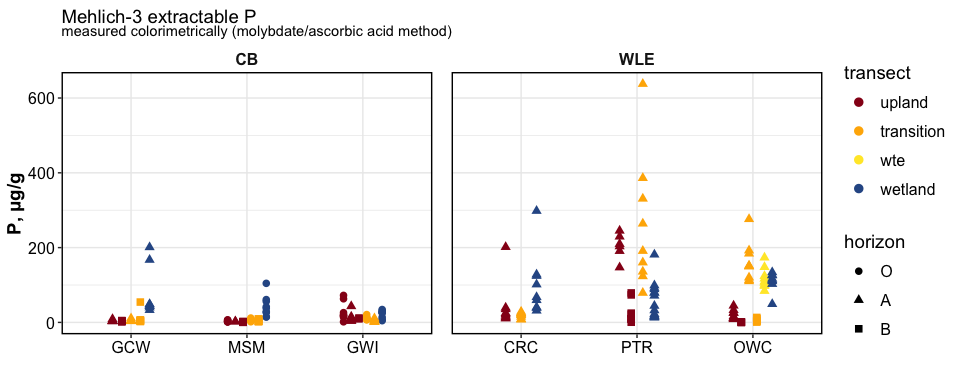 Mehlich-3 extractable P
measured colorimetrically (molybdate/ascorbic acid method)
CB
WLE
P, μg/g
600
400
200
0
GCW
MSM
GWI
CRC
PTR
OWC
transect
upland
transition
wte
wetland
horizon
O
A
B